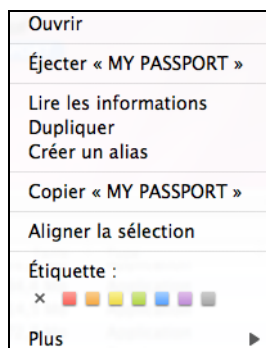 Ouvrir
Éjecter « MY PASSPORT »
Lire les informations
Dupliquer
Créer un alias
Copier « MY PASSPORT »
Aligner la sélection
Étiquette :
×
Plus